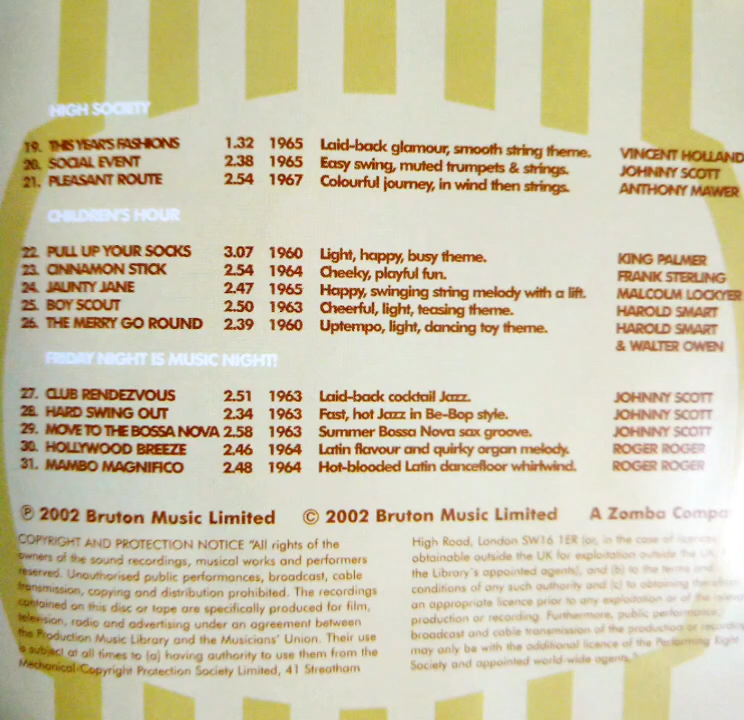 HIGH SOCIETY
19. THIS YEAR'S FASHIONS 1.32 1965 Laid-back glamour, smooth string theme. VINCENT HOLLAND
20. SOCIAL EVENT 2.38 1965 Easy swing, muted trumpets & strings. JOHNNY SCOTT
21. PLEASANT ROUTE 2.54 1967 Colourful journey, in wind then strings. ANTHONY MAWER
CHILDREN'S HOUR
22. PULL UP YOUR SOCKS 3.07 1960 Light, happy, busy theme. KING PALMER
23. CINNAMON STICK 2.54 1964 Cheeky, playful fun. FRANK STERLING
24. JAUNTY JANE 2.47 1965 Happy, swinging string melody with a lift. MALCOLM LOCKYER
25. BOY SCOUT 2.50 1963 Cheerful, light, teasing theme. HAROLD SMART
26. THE MERRY GO ROUND 2.39 1960 Uptempo, light, dancing toy theme. HAROLD SMART
& WALTER OWEN
FRIDAY NIGHT IS MUSIC NIGHT!
27. CLUB RENDEZVOUS 2.51 1963 Laid-back cocktail Jazz. JOHNNY SCOTT
28. HARD SWING OUT 2.34 1963 Fast, hot Jazz in Be-Bop style. JOHNNY SCOTT
29. MOVE TO THE BOSSA NOVA 2.58 1963 Summer Bossa Nova sax groove. JOHNNY SCOTT
30. HOLLYWOOD BREEZE 2.46 1964 Latin flavour and quirky organ melody. ROGER ROGER
31. MAMBO MAGNIFICO 2.48 1964 Hot-blooded Latin dancefloor whirlwind. ROGER ROGER
℗ 2002 Bruton Music Limited © 2002 Bruton Music Limited A Zomba Compa
COPYRIGHT AND PROTECTION NOTICE "All rights of the
owners of the sound recordings, musical works and performers
reserved. Unauthorised public performances, broadcast, cable
transmission, copying and distribution prohibited. The recordings
contained on this disc or tape are specifically produced for film,
television, radio and advertising under an agreement between
the Production Music Library and the Musicians' Union. Their use
is subject at all times to (a) having authority to use them from the
Mechanical-Copyright Protection Society Limited, 41 Streatham
High Road, London SW16 1ER (or, in the case of licences
obtainable outside the UK for exploitation outside the UK,
the Library's appointed agents), and (b) to the terms and
conditions of any such authority and (c) to obtaining
an appropriate licence prior to any exploitation of the
production or recording. Furthermore, public performance,
broadcast and cable transmission of the production or recording
may only be with the additional licence of the Performing Right
Society and appointed world-wide agents."